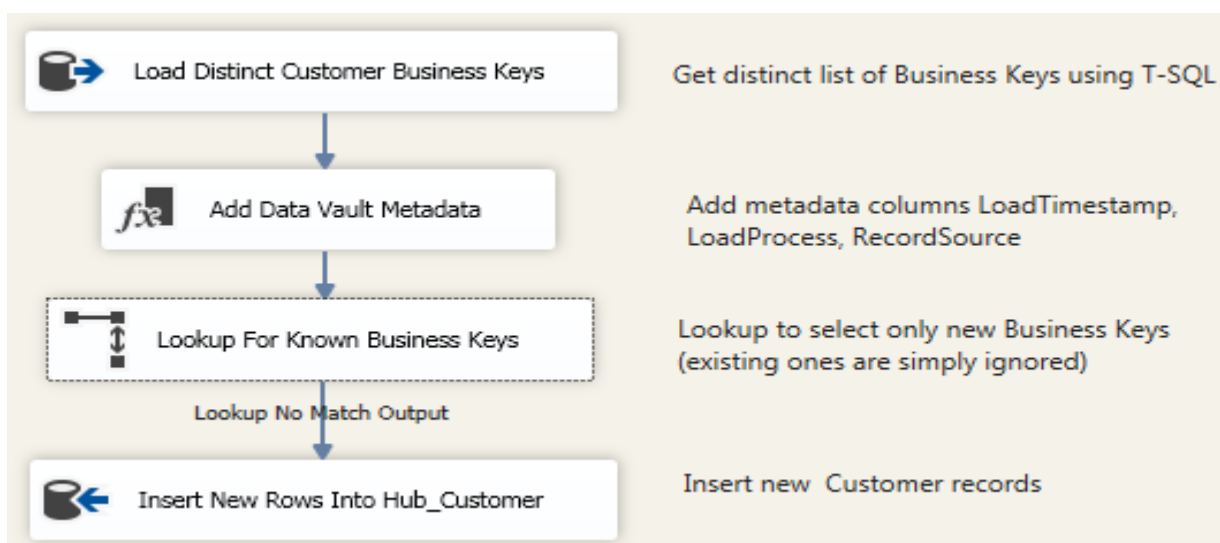 Load Distinct Customer Business Keys
Get distinct list of Business Keys using T-SQL
fx
Add Data Vault Metadata
Add metadata columns LoadTimestamp,
LoadProcess, RecordSource
Lookup For Known Business Keys
Lookup to select only new Business Keys
(existing ones are simply ignored)
Lookup No Match Output
Insert New Rows Into Hub_Customer
Insert new Customer records